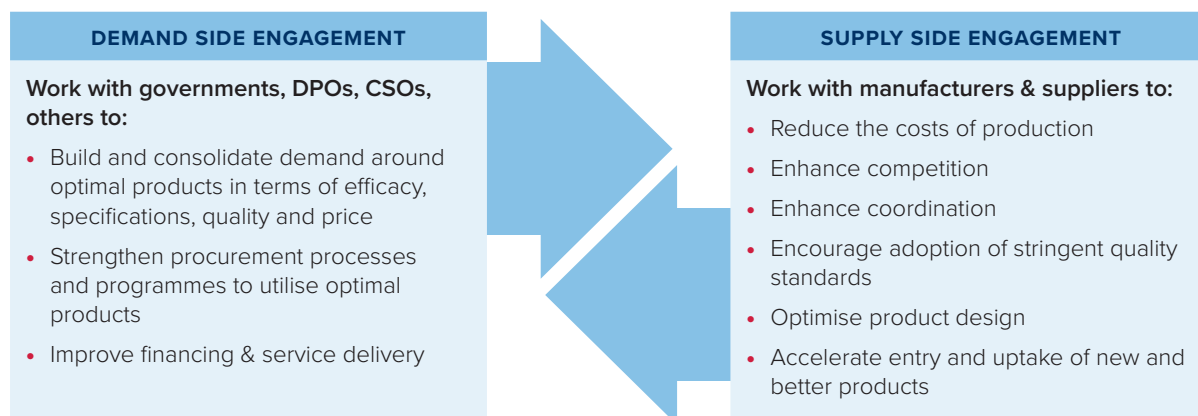 DEMAND SIDE ENGAGEMENT
Work with governments, DPOs, CSOs,
others to:
• Build and consolidate demand around
optimal products in terms of efficacy,
specifications, quality and price
• Strengthen procurement processes
and programmes to utilise optimal
products
• Improve financing & service delivery
SUPPLY SIDE ENGAGEMENT
Work with manufacturers & suppliers to:
• Reduce the costs of production
• Enhance competition
• Enhance coordination
• Encourage adoption of stringent quality
standards
• Optimise product design
• Accelerate entry and uptake of new and
better products